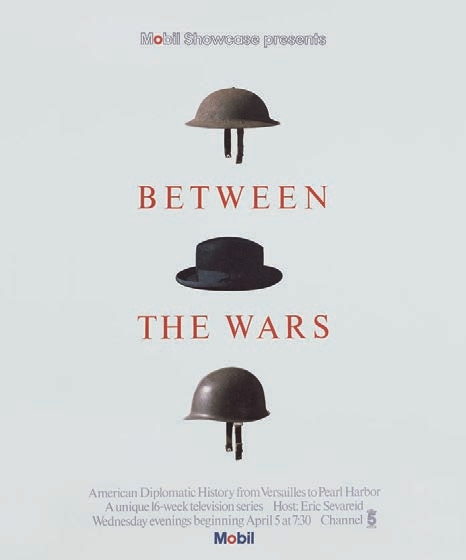 Mobil Showcase presents
BETWEEN
THE WARS
American Diplomatic History from Versailles to Pearl Harbor
A unique 16-week television series Host: Eric Sevareid
Wednesday evenings beginning April 5 at 7:30 Channel 5
Mobil